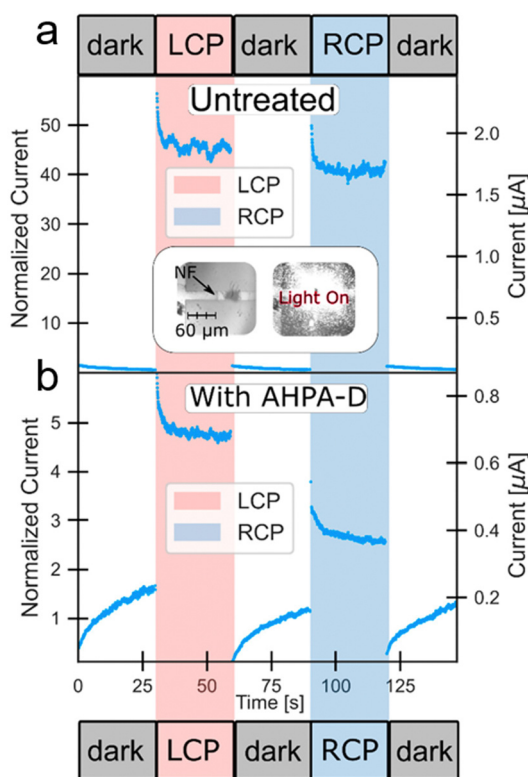 a
dark LCP dark RCP dark
Untreated
50
40
30
20
10
Normalized Current
2.0
1.5
1.0
0.5
Current [µA]
LCP
RCP
NF
60 µm
Light On
b
With AHPA-D
5
4
3
2
1
Normalized Current
0.8
0.6
0.4
0.2
Current [µA]
LCP
RCP
0 25 50 75 100 125
Time [s]
dark LCP dark RCP dark